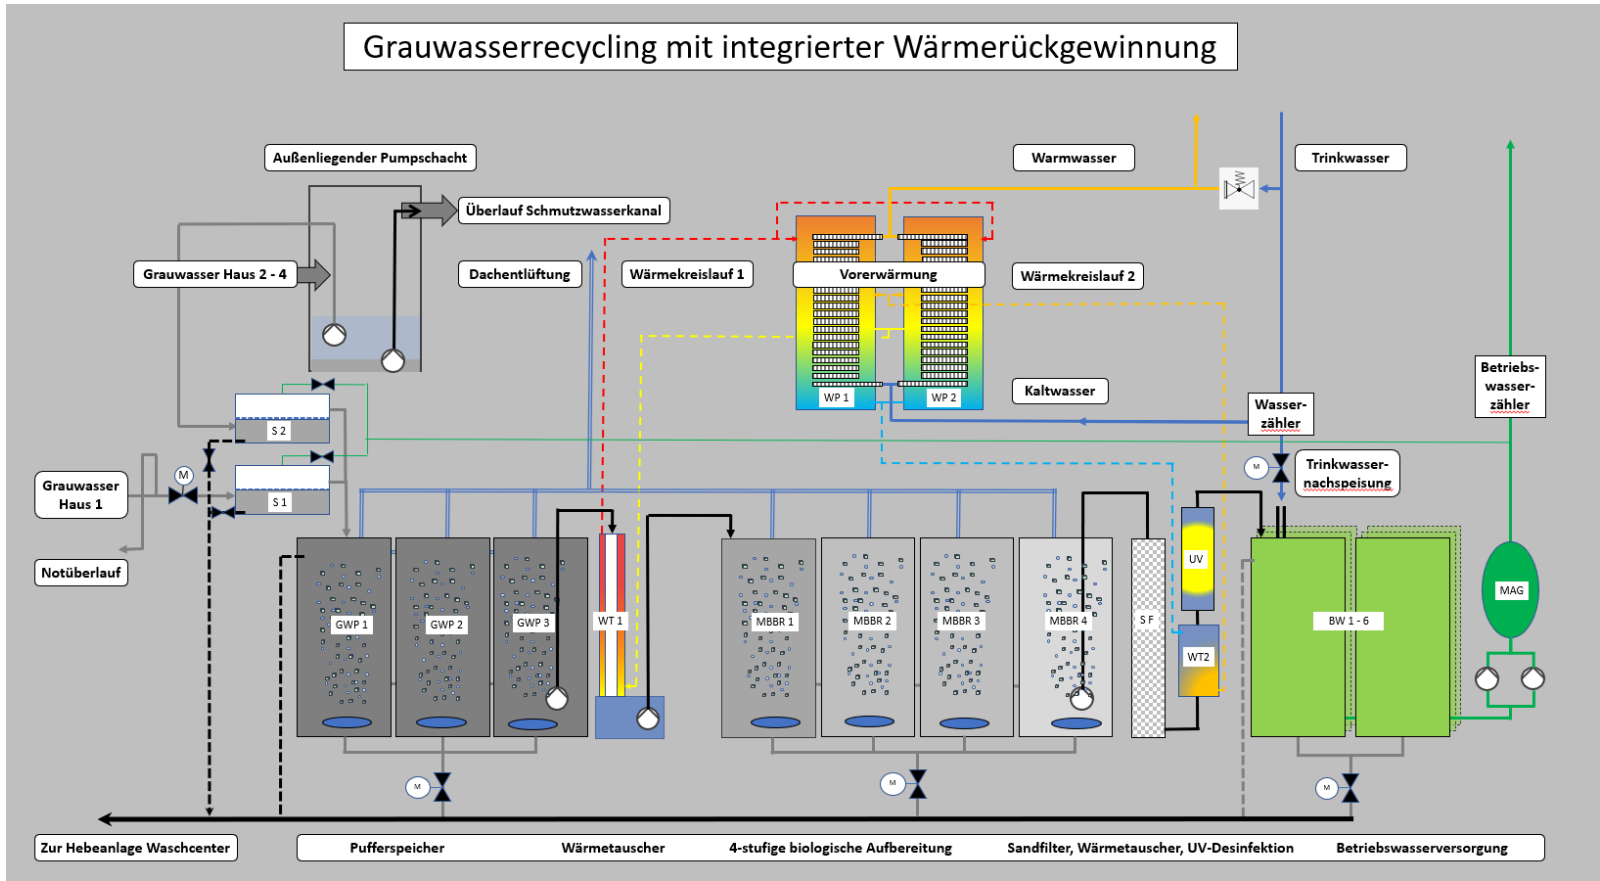 Grauwasserrecycling mit integrierter Wärmerückgewinnung
Außenliegender Pumpschacht
Warmwasser
Trinkwasser
Überlauf Schmutzwasserkanal
Grauwasser Haus 2 - 4
Dachentlüftung
Wärmekreislauf 1
Vorerwärmung
Wärmekreislauf 2
WP 1
WP 2
Kaltwasser
Betriebs-
wasser-
zähler
Wasser-
zähler
S 2
M
Trinkwasser-
nachspeisung
Grauwasser
Haus 1
M
S 1
Notüberlauf
GWP 1
GWP 2
GWP 3
WT 1
MBBR 1
MBBR 2
MBBR 3
MBBR 4
S F
UV
WT2
BW 1 - 6
MAG
M
M
M
Zur Hebeanlage Waschcenter
Pufferspeicher
Wärmetauscher
4-stufige biologische Aufbereitung
Sandfilter, Wärmetauscher, UV-Desinfektion
Betriebswasserversorgung